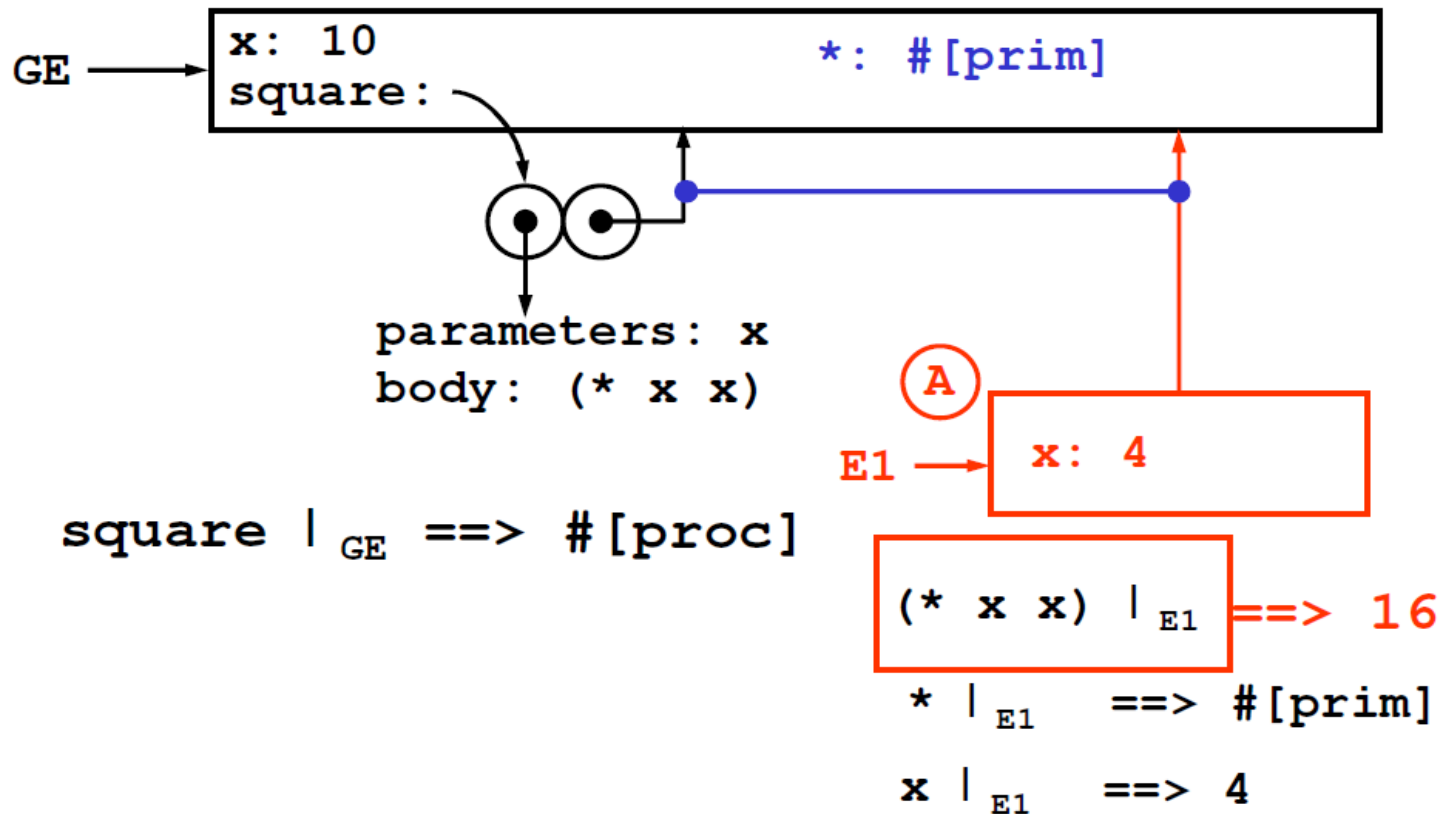 x: 10
*: #[prim]
GE
square:
parameters: x
body: (* x x)
A
E1
x: 4
square | GE ==> #[proc]
(* x x) | E1 ==> 16
* | E1 ==> #[prim]
x | E1 ==> 4